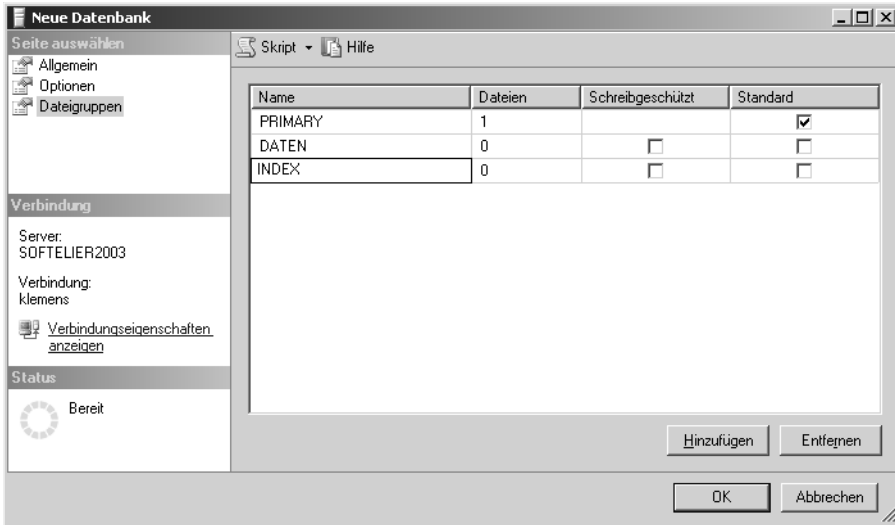 Neue Datenbank
Seite auswählen
Allgemein
Optionen
Dateigruppen
Skript
Hilfe
Name Dateien Schreibgeschützt Standard
PRIMARY 1
DATEN 0
INDEX 0
Verbindung
Server:
SOFTELIER2003
Verbindung:
klemens
Verbindungseigenschaften
anzeigen
Status
Bereit
Hinzufügen Entfernen
OK Abbrechen